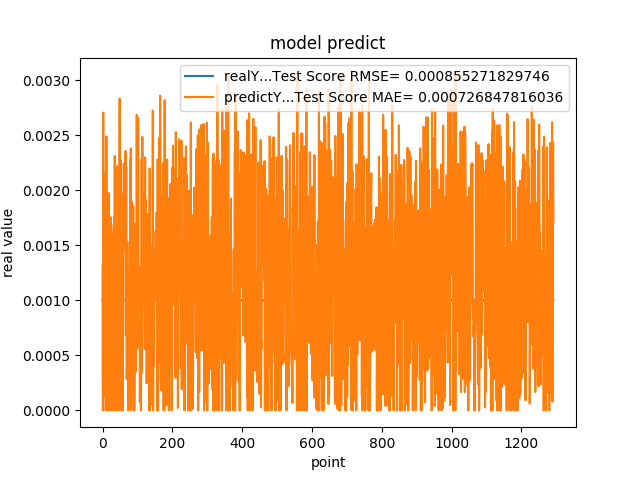 model predict
realY...Test Score RMSE= 0.000855271829746
predictY...Test Score MAE= 0.000726847816036
0.0030
0.0025
0.0020
0.0015
0.0010
0.0005
0.0000
real value
0 200 400 600 800 1000 1200
point